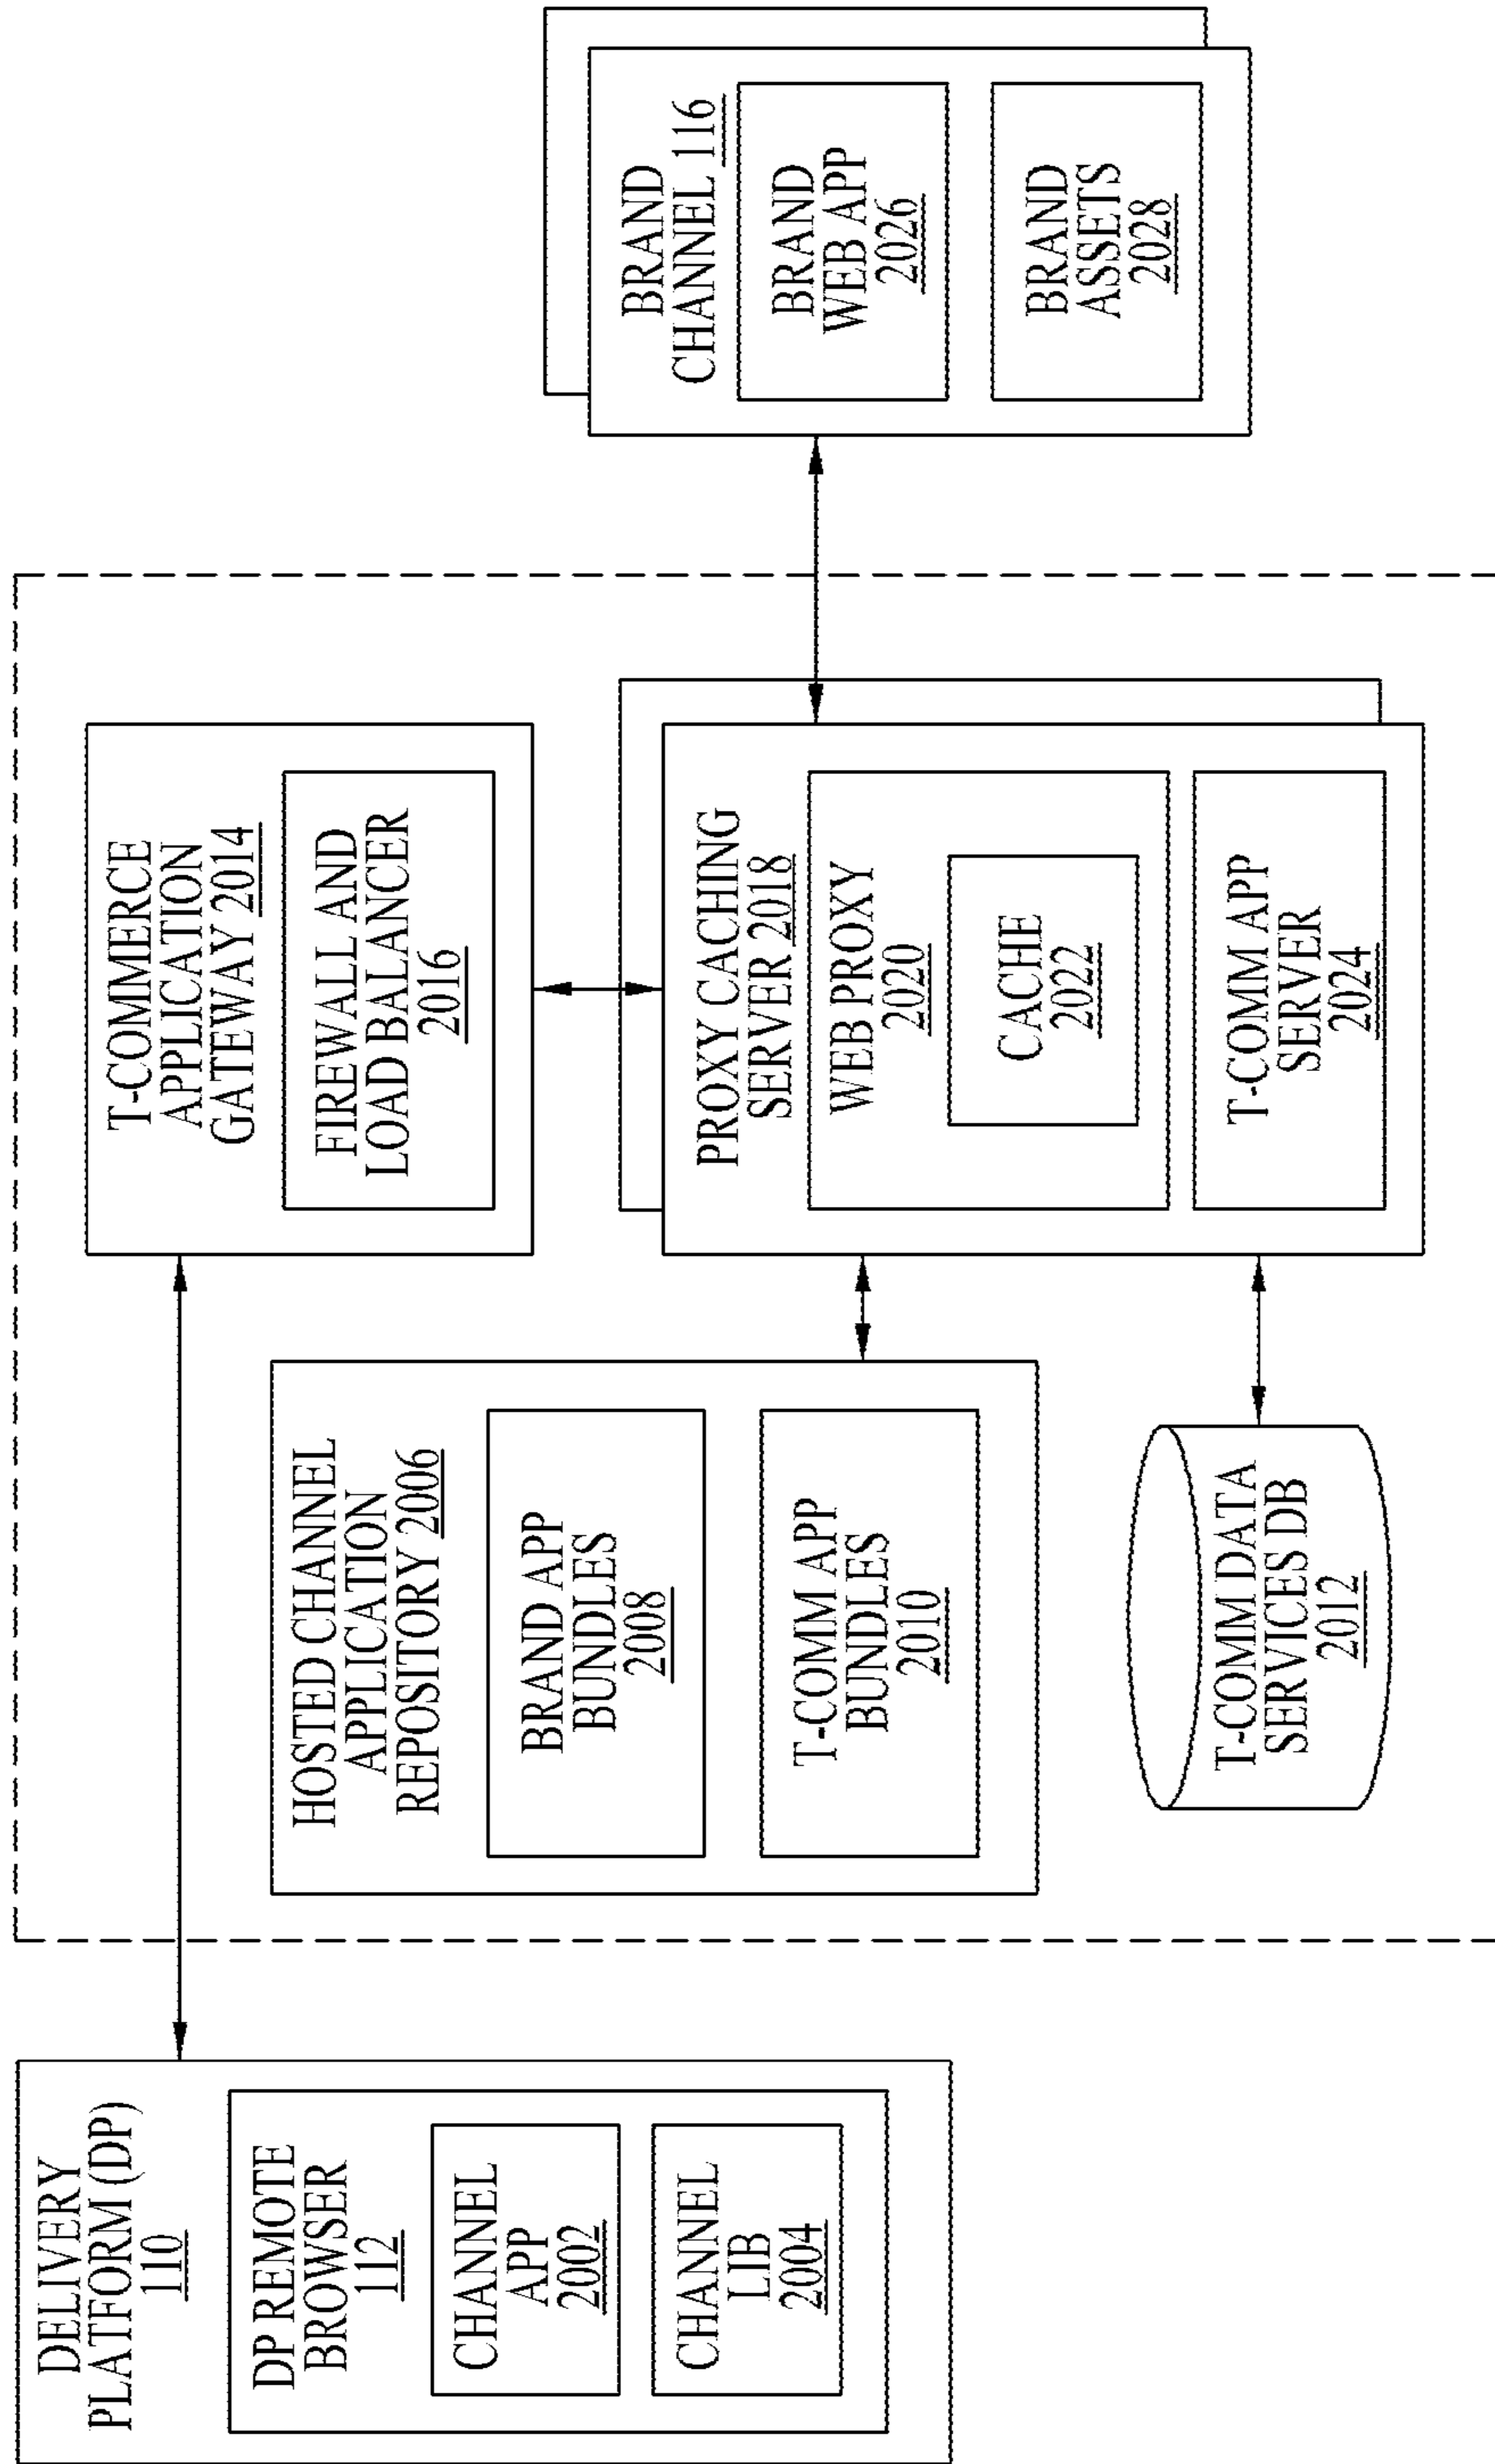 DELIVERY
PLATFORM (DP)
110
DP REMOTE
BROWSER
112
CHANNEL
APP
2002
CHANNEL
LIB
2004
HOSTED CHANNEL
APPLICATION
REPOSITORY 2006
BRAND APP
BUNDLES
2008
T-COMM APP
BUNDLES
2010
T-COMM DATA
SERVICES DB
2012
T-COMMERCE
APPLICATION
GATEWAY 2014
FIREWALL AND
LOAD BALANCER
2016
PROXY CACHING
SERVER 2018
WEB PROXY
2020
CACHE
2022
T-COMM APP
SERVER
2024
BRAND
CHANNEL 116
BRAND
WEB APP
2026
BRAND
ASSETS
2028